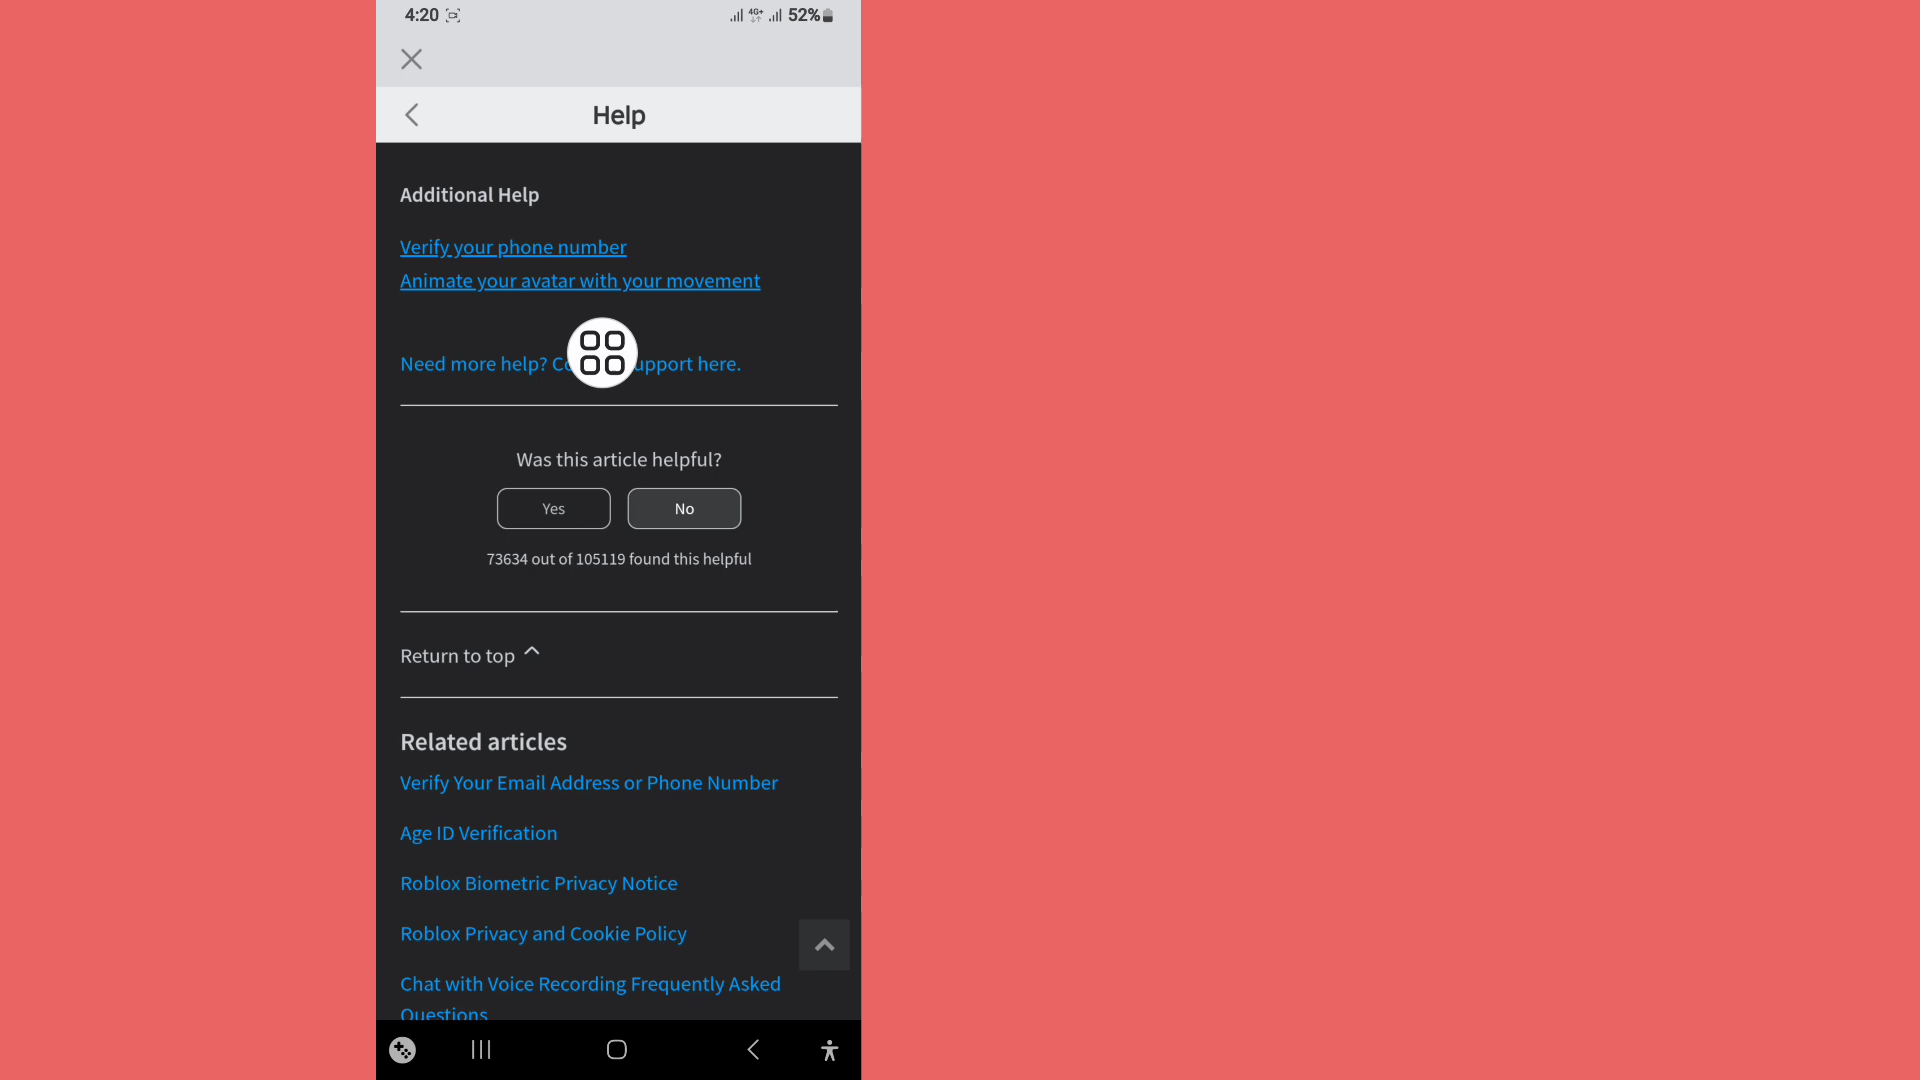 4:20
4G+
52%
Help
Additional Help
Verify your phone number
Animate your avatar with your movement
Need more help? Co upport here.
Was this article helpful?
Yes
No
73634 out of 105119 found this helpful
Return to top
Related articles
Verify Your Email Address or Phone Number
Age ID Verification
Roblox Biometric Privacy Notice
Roblox Privacy and Cookie Policy
Chat with Voice Recording Frequently Asked
Questions